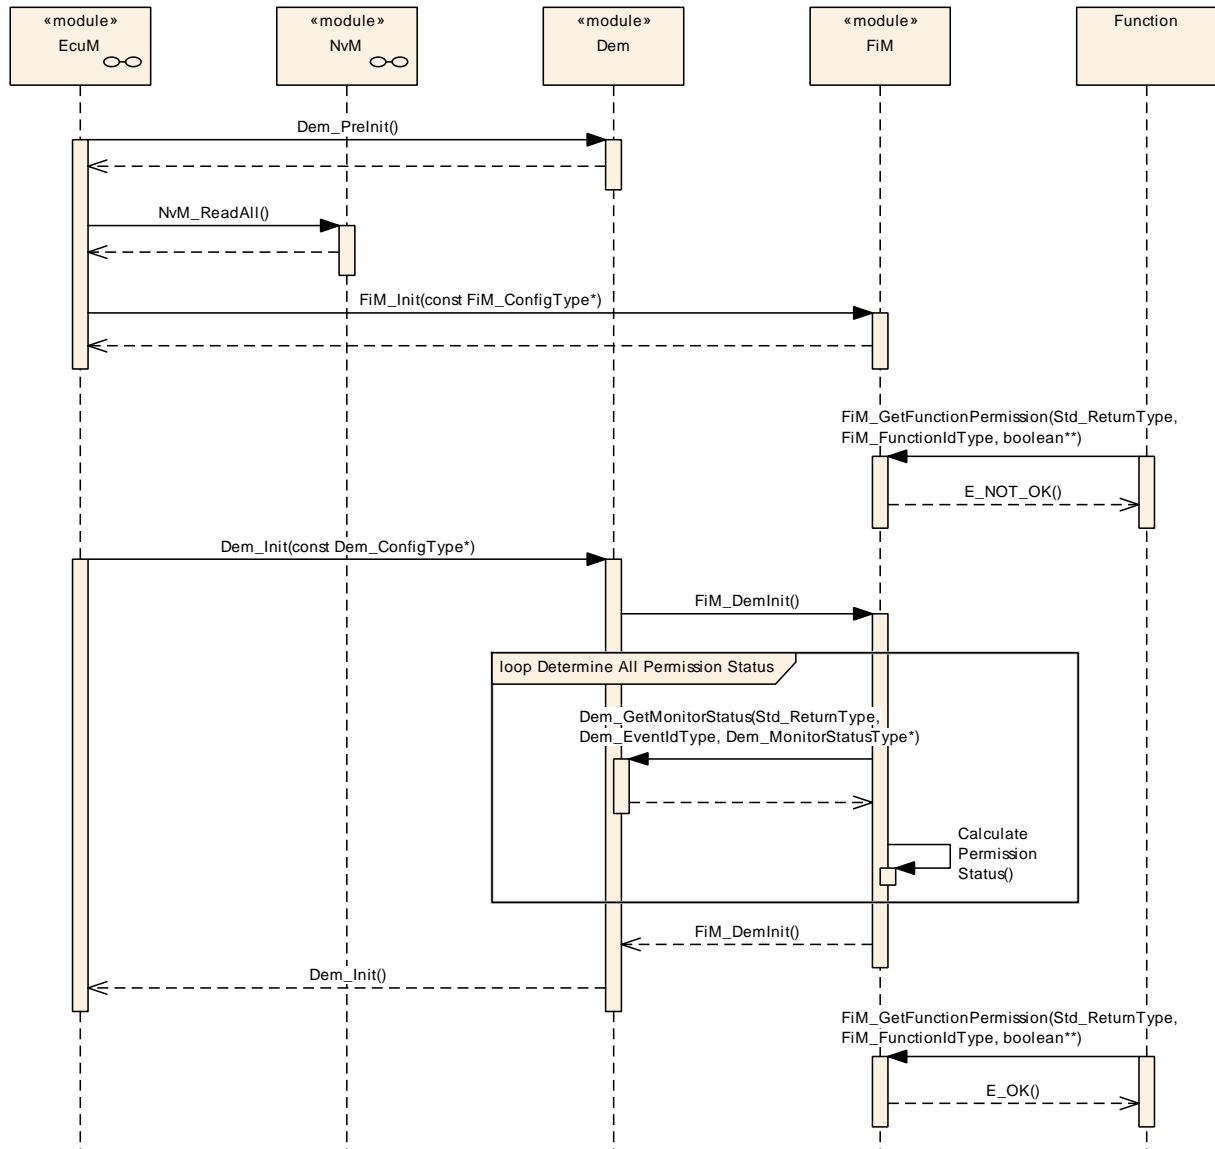 «module»
EcuM
«module»
NvM
«module»
Dem
«module»
FiM
Function
Dem_PreInit()
NvM_ReadAll()
FiM_Init(const FiM_ConfigType*)
FiM_GetFunctionPermission(Std_ReturnType,
FiM_FunctionIdType, boolean**)
E_NOT_OK()
Dem_Init(const Dem_ConfigType*)
FiM_DemInit()
loop Determine All Permission Status
Dem_GetMonitorStatus(Std_ReturnType,
Dem_EventIdType, Dem_MonitorStatusType*)
Calculate
Permission
Status()
FiM_DemInit()
Dem_Init()
FiM_GetFunctionPermission(Std_ReturnType,
FiM_FunctionIdType, boolean**)
E_OK()